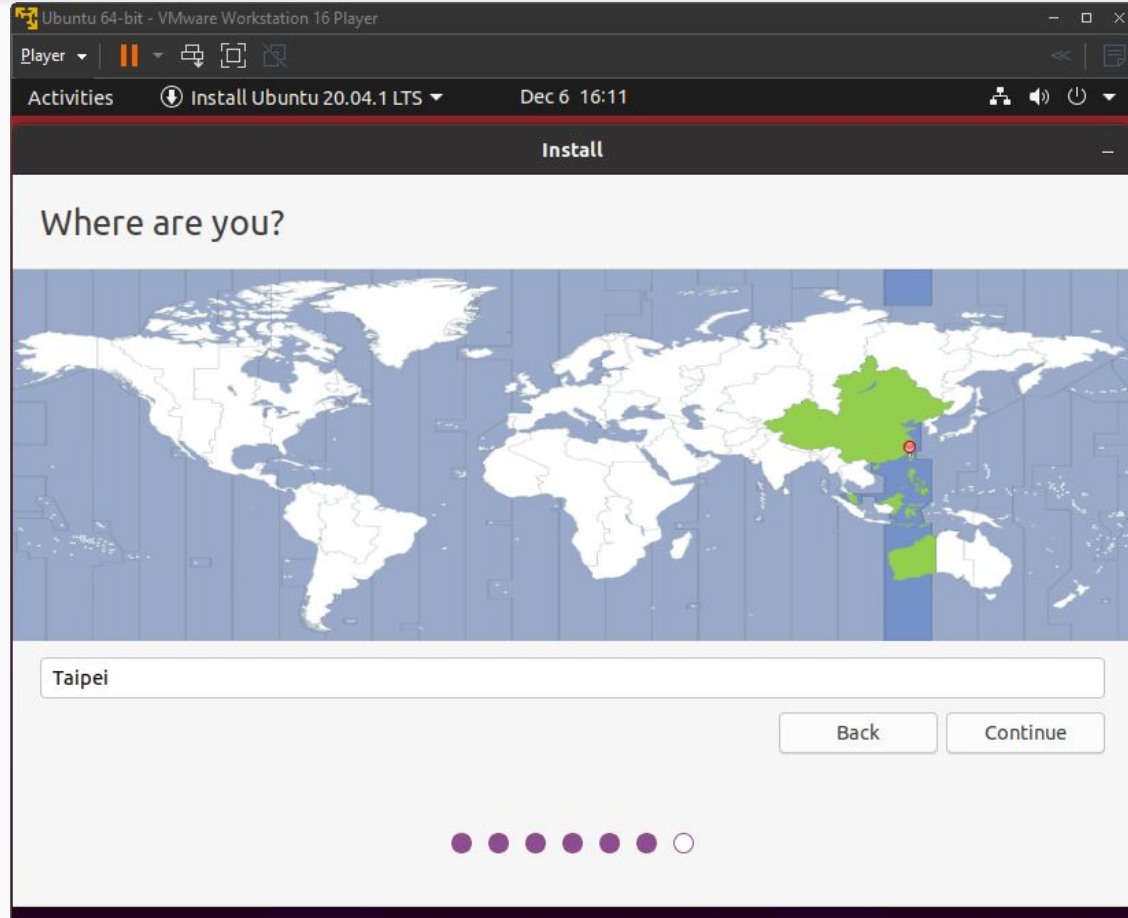 Ubuntu 64-bit - VMware Workstation 16 Player
Player
Activities Install Ubuntu 20.04.1 LTS Dec 6 16:11
Install
Where are you?
Taipei
Back Continue